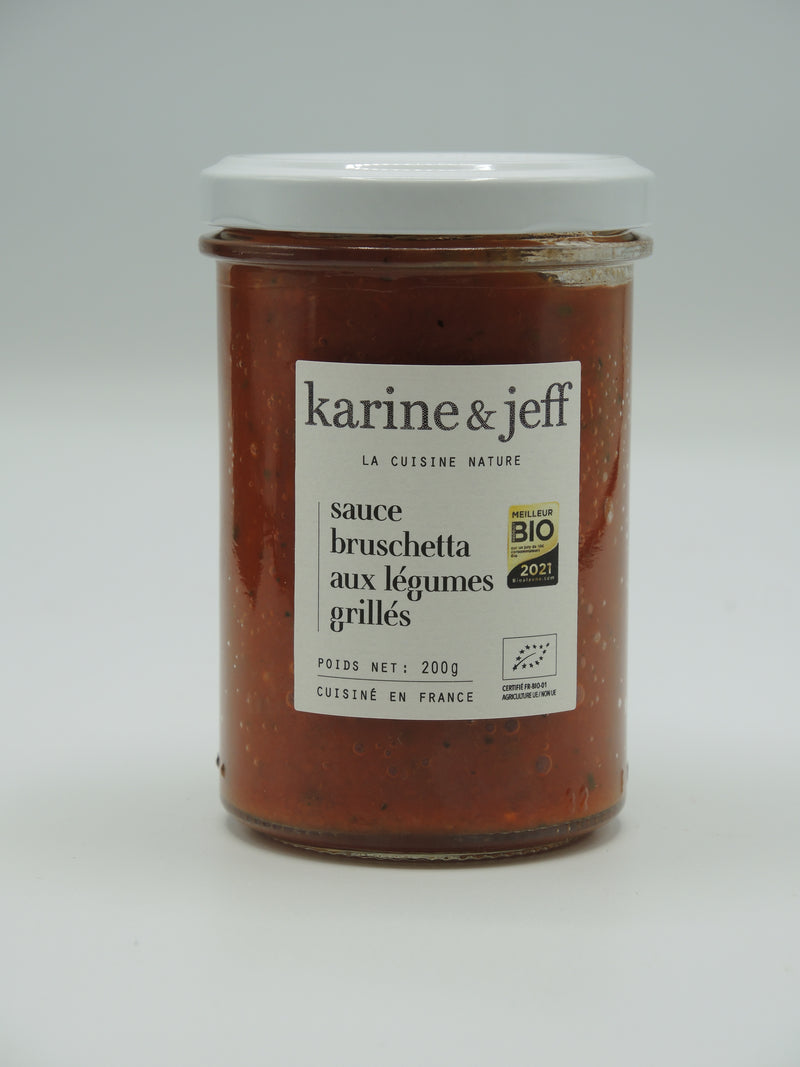 karine & jeff
LA CUISINE NATURE
sauce
bruschetta
aux légumes
grillés
MEILLEUR
BIO
2021
POIDS NET: 200g
CUISINÉ EN FRANCE
CERTIFIÉ FR-BIO-01
AGRICULTURE UE/NON UE